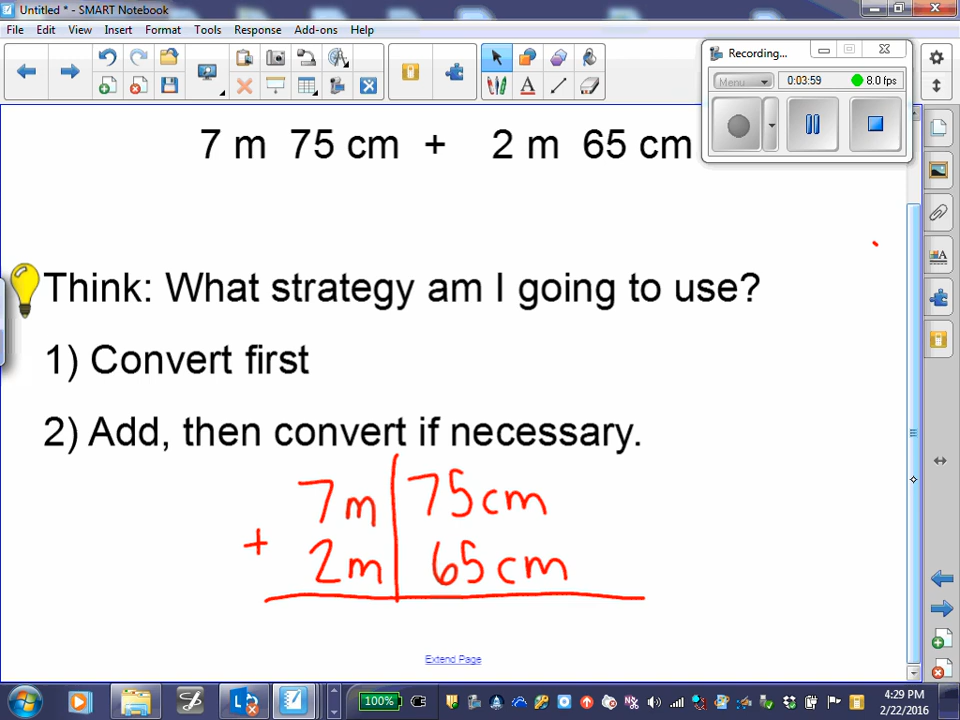 Untitled * - SMART Notebook
File Edit View Insert Format Tools Response Add-ons Help
Recording...
Menu 0:03:59 8.0 fps
7 m 75 cm + 2 m 65 cm
Think: What strategy am I going to use?
1) Convert first
2) Add, then convert if necessary.
7m 75cm
+ 2m 65cm
Extend Page
100%
4:29 PM
2/22/2016